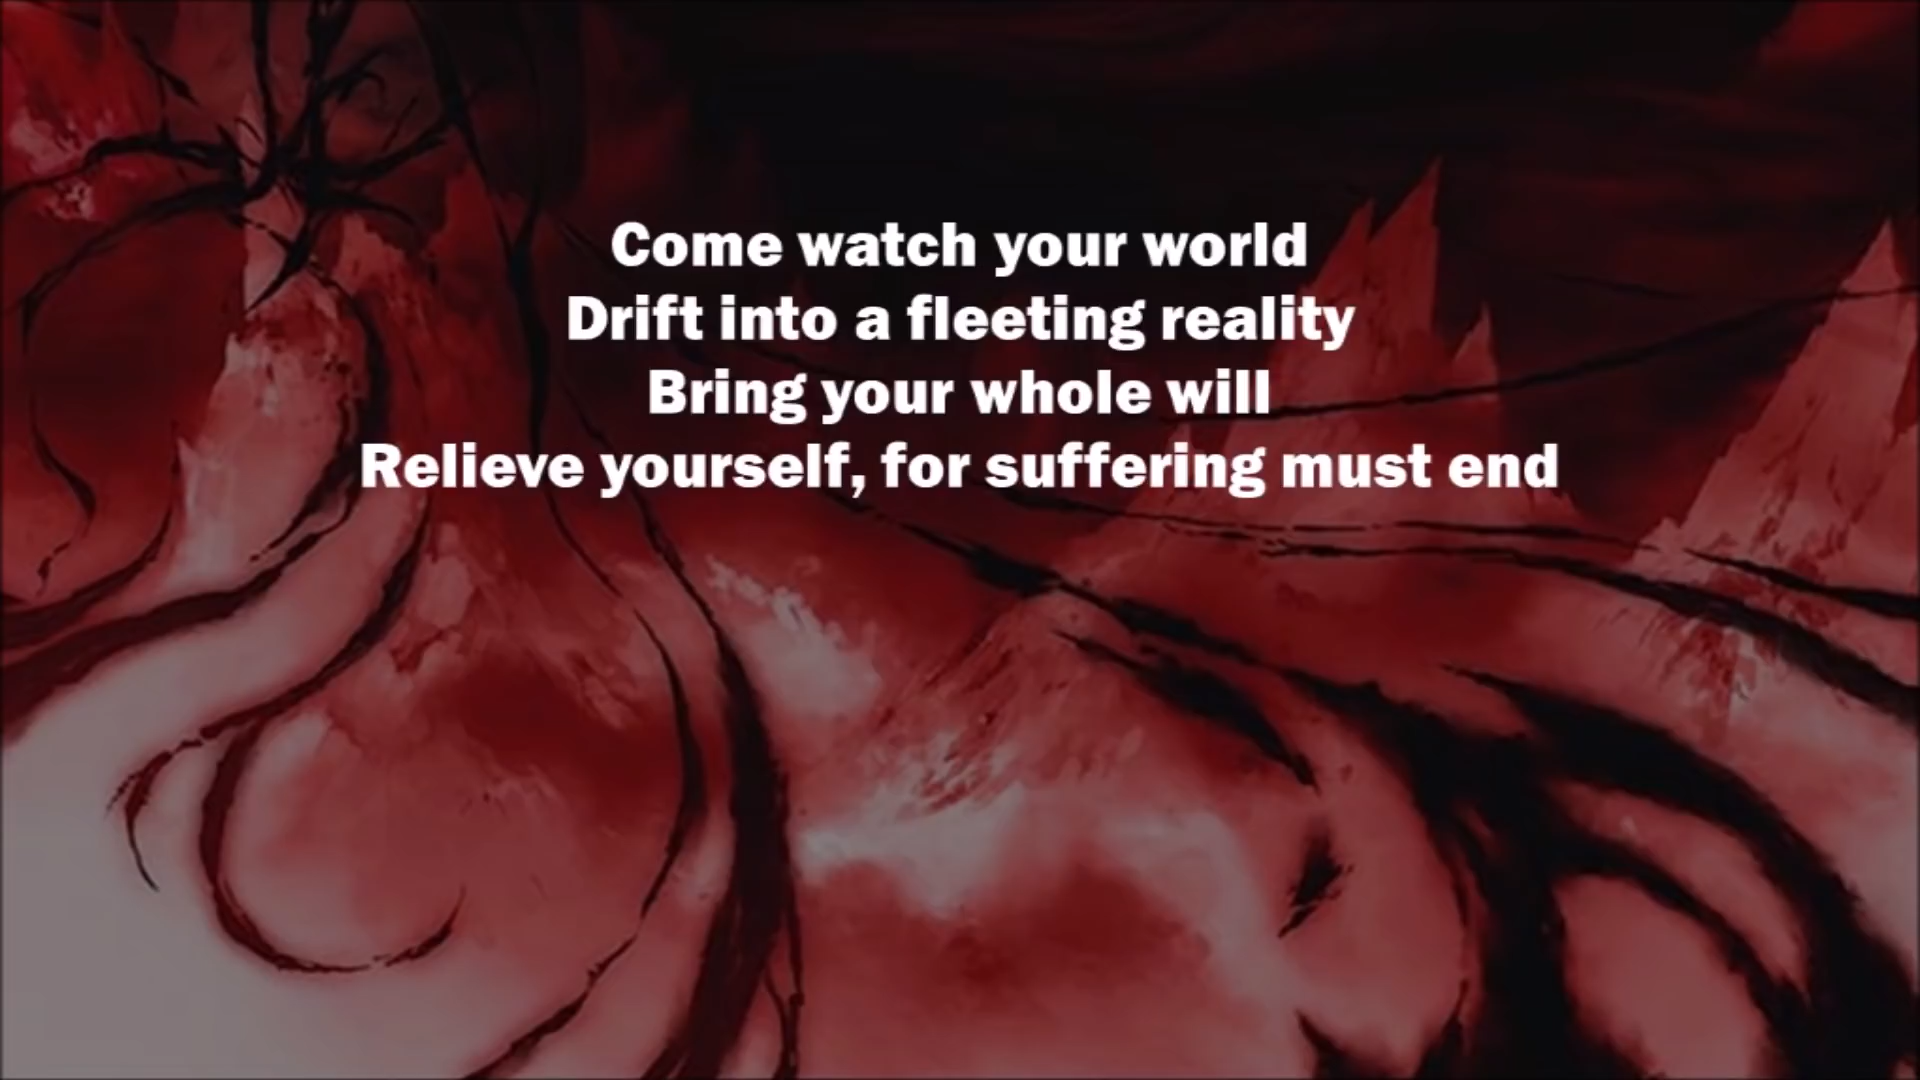 Come watch your world
Drift into a fleeting reality
Bring your whole will
Relieve yourself, for suffering must end